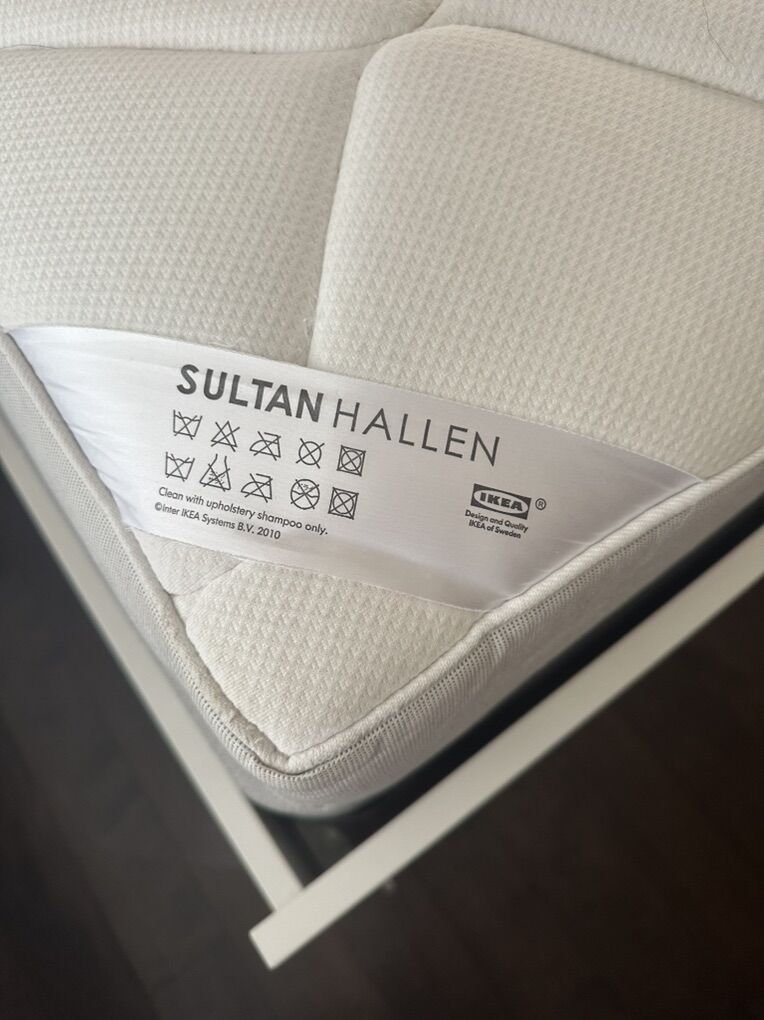 SULTAN HALLEN
Clean with upholstery shampoo only.
©Inter IKEA Systems B.V. 2010
IKEA ®
Design and Quality
IKEA of Sweden